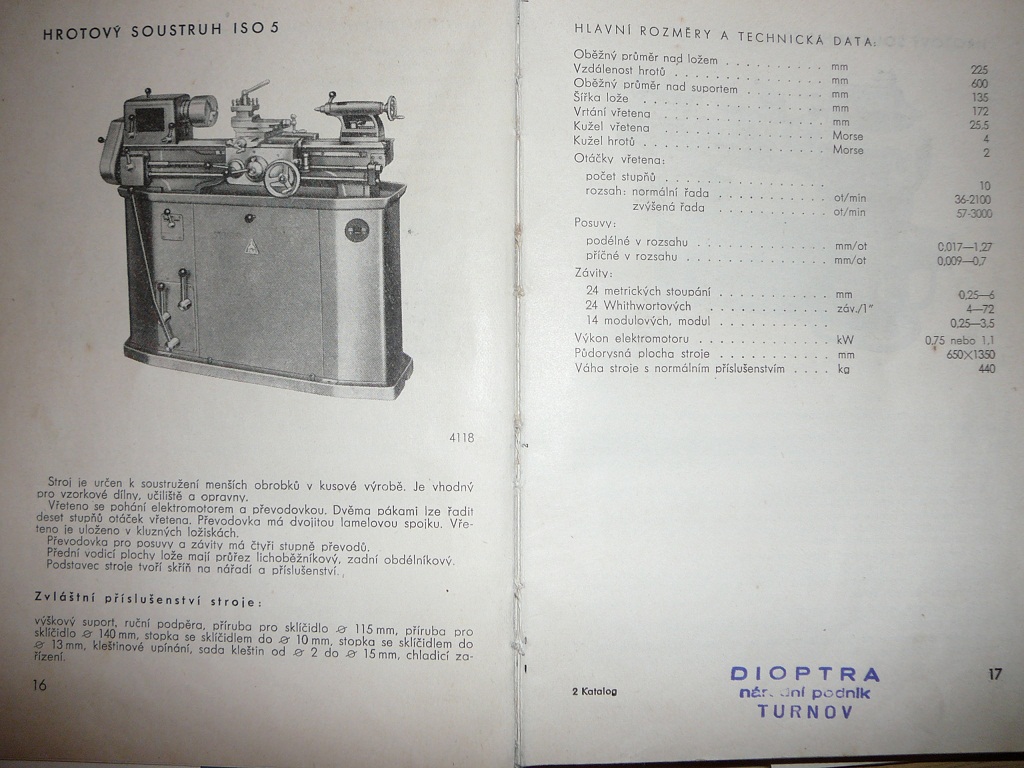 HROTOVÝ SOUSTRUH ISO 5
4118
Stroj je určen k soustružení menších obrobků v kusové výrobě. Je vhodný
pro vzorkové dílny, učiliště a opravny.
Vřeteno se pohání elektromotorem a převodovkou. Dvěma pákami lze řadit
deset stupňů otáček vřetena. Převodovka má dvojitou lamelovou spojku. Vře-
teno je uloženo v kluzných ložiskách.
Převodovka pro posuvy a závity má čtyři stupně převodů.
Přední vodicí plochy lože mají průřez lichoběžníkový, zadní obdélníkový.
Podstavec stroje tvoří skříň na nářadí a příslušenství.
Zvláštní příslušenství stroje:
výškový suport, ruční podpěra, příruba pro sklíčidlo ⌀ 115 mm, příruba pro
sklíčidlo ⌀ 140 mm, stopka se sklíčidlem do ⌀ 10 mm, stopka se sklíčidlem do
⌀ 13 mm, kleštinové upínání, sada kleštin od ⌀ 2 do ⌀ 15 mm, chladicí za-
řízení.
16
HLAVNÍ ROZMĚRY A TECHNICKÁ DATA:
Oběžný průměr nad ložem . . . . . . . . . mm 225
Vzdálenost hrotů . . . . . . . . . . . . . mm 600
Oběžný průměr nad suportem . . . . . . . mm 135
Šířka lože . . . . . . . . . . . . . . . mm 172
Vrtání vřetena . . . . . . . . . . . . . mm 25,5
Kužel vřetena . . . . . . . . . . . . . Morse 4
Kužel hrotů . . . . . . . . . . . . . . Morse 2
Otáčky vřetena:
počet stupňů . . . . . . . . . . . . . 10
rozsah: normální řada . . . . . . . . . ot/min 36-2100
zvýšená řada . . . . . . . . . ot/min 57-3000
Posuvy:
podélné v rozsahu . . . . . . . . . . . mm/ot 0,017—1,27
příčné v rozsahu . . . . . . . . . . . . mm/ot 0,009—0,7
Závity:
24 metrických stoupání . . . . . . . . . mm 0,25—6
24 Whithwortových . . . . . . . . . . . záv./1" 4—72
14 modulových, modul . . . . . . . . . . 0,25—3,5
Výkon elektromotoru . . . . . . . . . . . kW 0,75 nebo 1,1
Půdorysná plocha stroje . . . . . . . . . mm 650×1350
Váha stroje s normálním příslušenstvím . . . . kg 440
2 Katalog
DIOPTRA
národní podnik
TURNOV
17